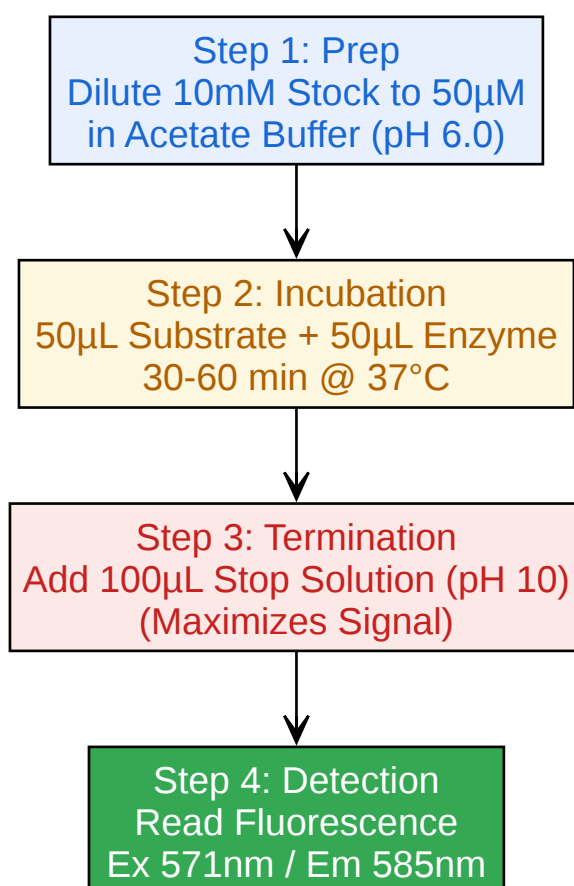 Step 1: Prep
Dilute 10mM Stock to 50µM
in Acetate Buffer (pH 6.0)
Step 2: Incubation
50µL Substrate + 50µL Enzyme
30-60 min @ 37°C
Step 3: Termination
Add 100µL Stop Solution (pH 10)
(Maximizes Signal)
Step 4: Detection
Read Fluorescence
Ex 571nm / Em 585nm